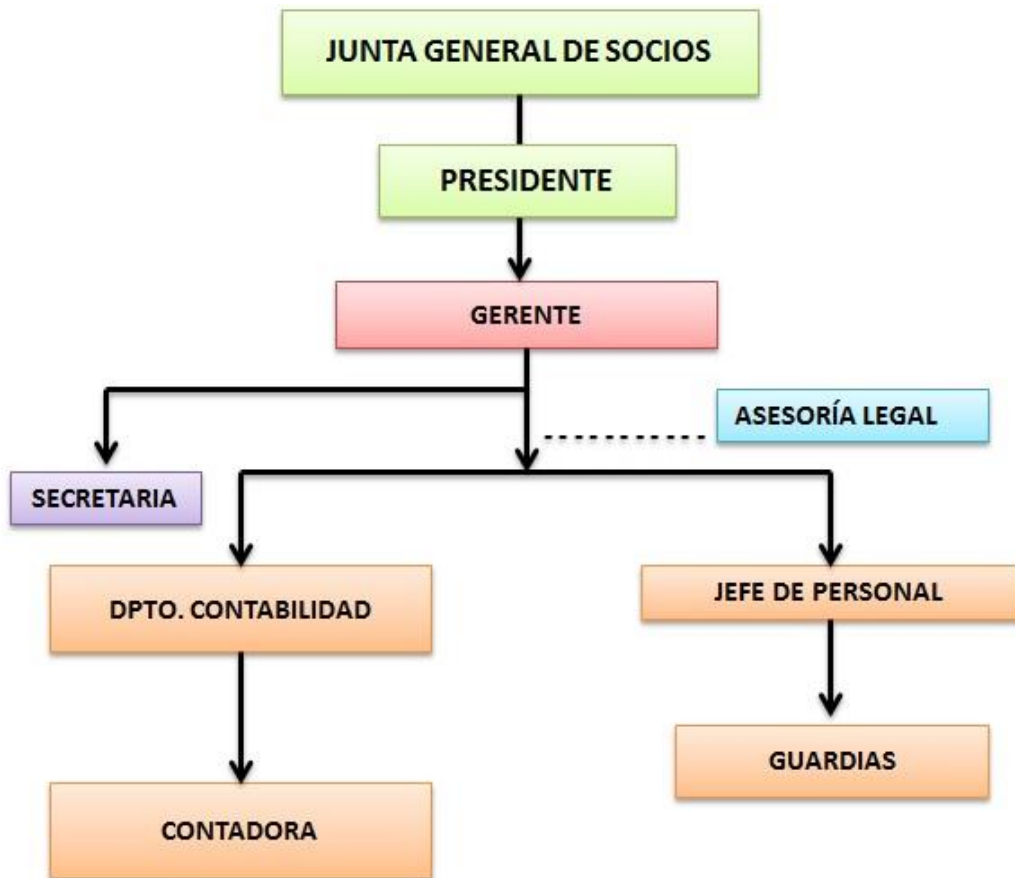 JUNTA GENERAL DE SOCIOS
PRESIDENTE
GERENTE
ASESORÍA LEGAL
SECRETARIA
DPTO. CONTABILIDAD
JEFE DE PERSONAL
GUARDIAS
CONTADORA